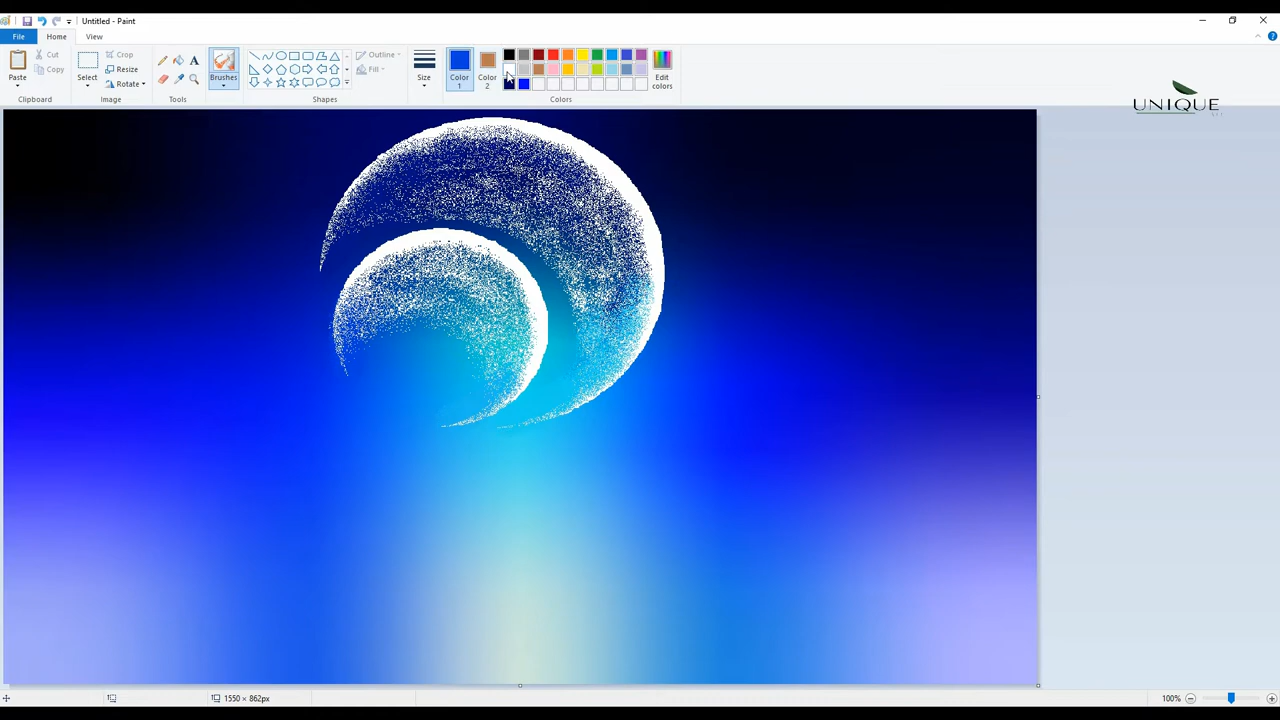 Untitled - Paint
File
Home
View
Paste
Cut
Copy
Clipboard
Select
Crop
Resize
Rotate
Image
Brushes
Tools
Shapes
Outline
Fill
Size
Color
1
Color
2
Edit
colors
Colors
UNIQUE
1550 × 862px
100%